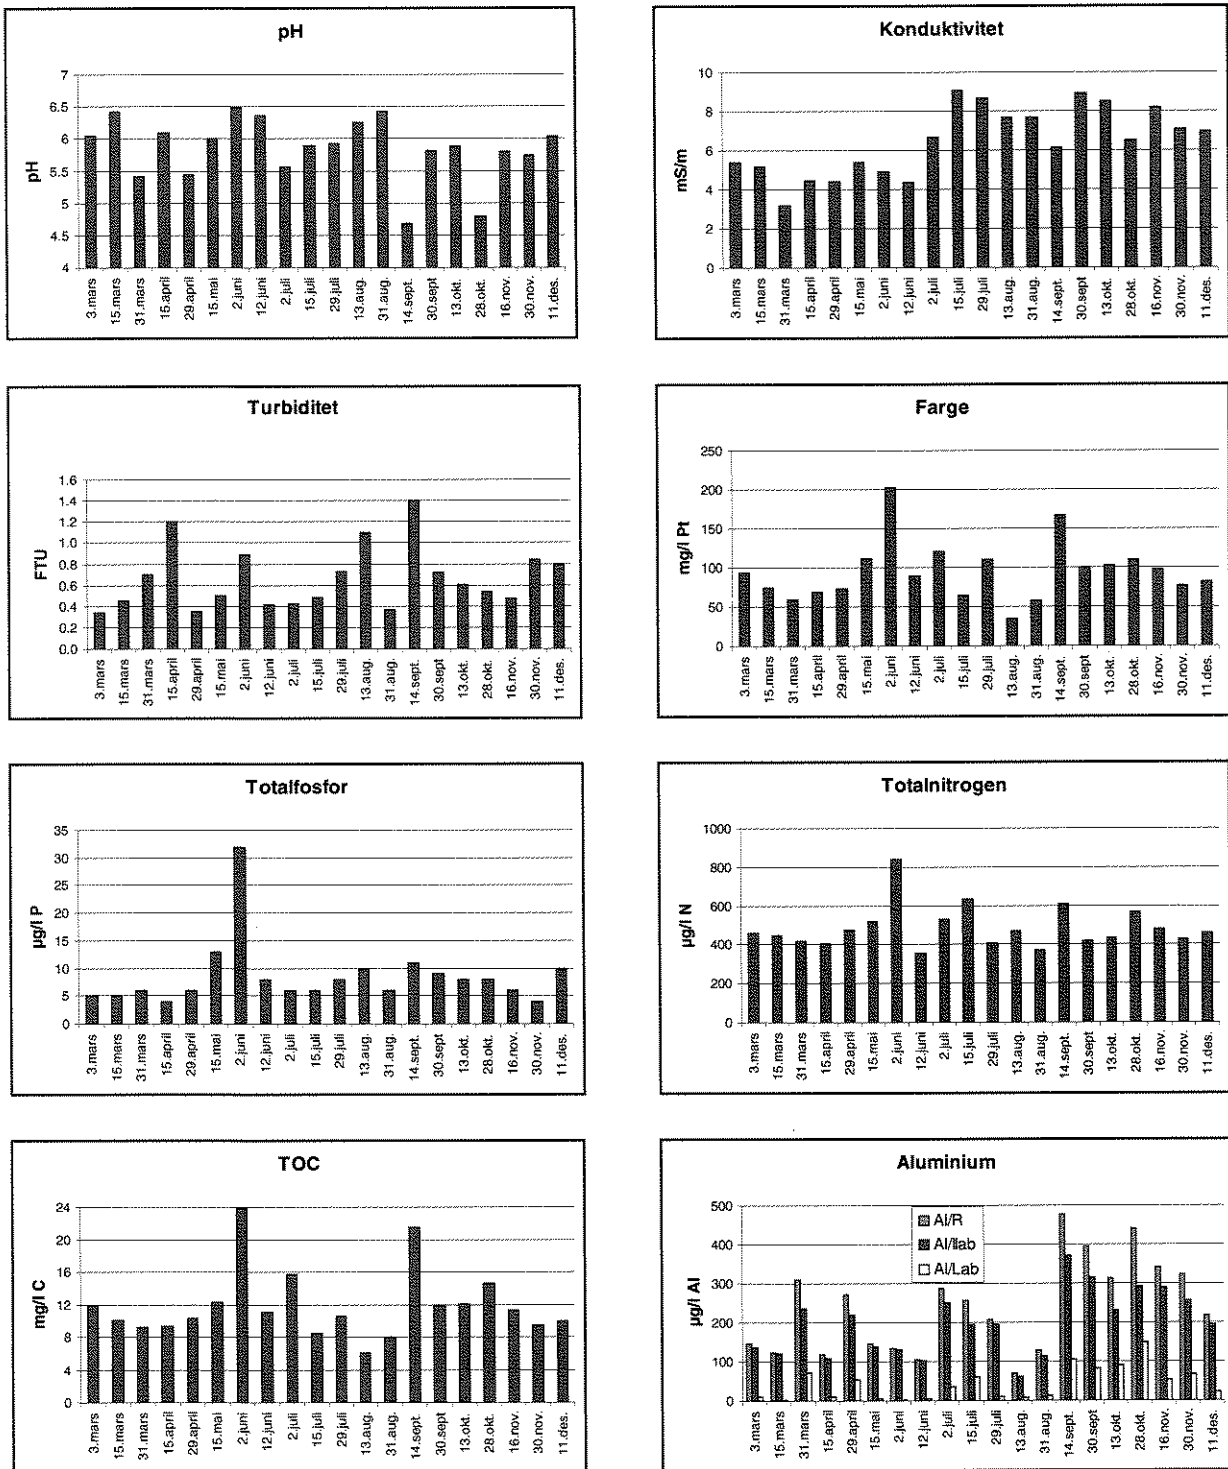 pH
7
6.5
6
5.5
5
4.5
4
pH
3.mars
15.mars
31.mars
15.april
29.april
15.mai
2.juni
12.juni
2.juli
15.juli
29.juli
13.aug.
31.aug.
14.sept.
30.sept
13.okt.
28.okt.
16.nov.
30.nov.
11.des.
Konduktivitet
10
8
6
4
2
0
mS/m
3.mars
15.mars
31.mars
15.april
29.april
15.mai
2.juni
12.juni
2.juli
15.juli
29.juli
13.aug.
31.aug.
14.sept.
30.sept
13.okt.
28.okt.
16.nov.
30.nov.
11.des.
Turbiditet
1.6
1.4
1.2
1.0
0.8
0.6
0.4
0.2
0.0
FTU
3.mars
15.mars
31.mars
15.april
29.april
15.mai
2.juni
12.juni
2.juli
15.juli
29.juli
13.aug.
31.aug.
14.sept.
30.sept
13.okt.
28.okt.
16.nov.
30.nov.
11.des.
Farge
250
200
150
100
50
0
mg/l Pt
3.mars
15.mars
31.mars
15.april
29.april
15.mai
2.juni
12.juni
2.juli
15.juli
29.juli
13.aug.
31.aug.
14.sept.
30.sept
13.okt.
28.okt.
16.nov.
30.nov.
11.des.
Totalfosfor
35
30
25
20
15
10
5
0
µg/l P
3.mars
15.mars
31.mars
15.april
29.april
15.mai
2.juni
12.juni
2.juli
15.juli
29.juli
13.aug.
31.aug.
14.sept.
30.sept
13.okt.
28.okt.
16.nov.
30.nov.
11.des.
Totalnitrogen
1000
800
600
400
200
0
µg/l N
3.mars
15.mars
31.mars
15.april
29.april
15.mai
2.juni
12.juni
2.juli
15.juli
29.juli
13.aug.
31.aug.
14.sept.
30.sept
13.okt.
28.okt.
16.nov.
30.nov.
11.des.
TOC
24
20
16
12
8
4
0
mg/l C
3.mars
15.mars
31.mars
15.april
29.april
15.mai
2.juni
12.juni
2.juli
15.juli
29.juli
13.aug.
31.aug.
14.sept.
30.sept
13.okt.
28.okt.
16.nov.
30.nov.
11.des.
Aluminium
500
400
300
200
100
0
µg/l Al
Al/R
Al/Ilab
Al/Lab
3.mars
15.mars
31.mars
15.april
29.april
15.mai
2.juni
12.juni
2.juli
15.juli
29.juli
13.aug.
31.aug.
14.sept.
30.sept
13.okt.
28.okt.
16.nov.
30.nov.
11.des.